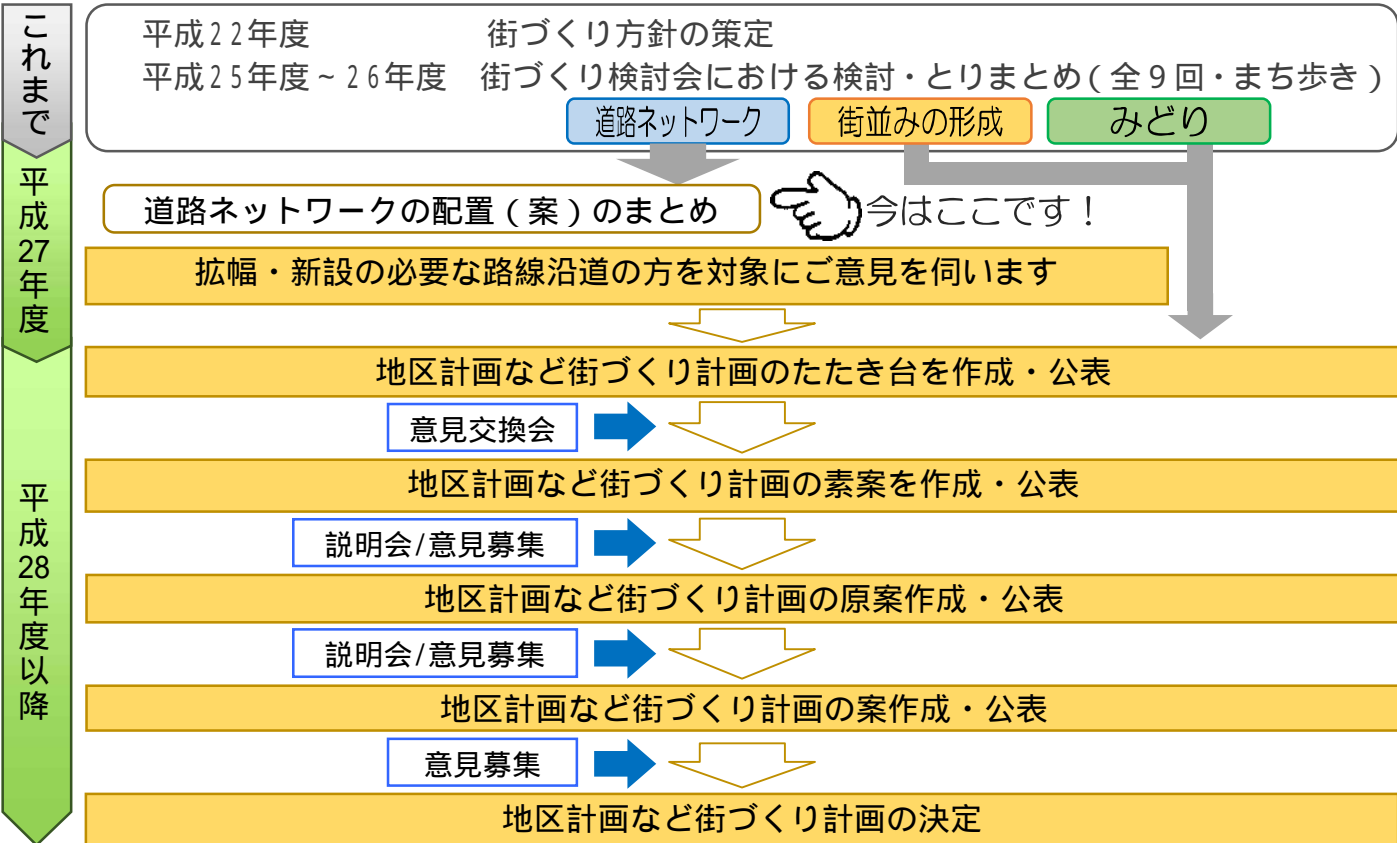 これまで
平成22年度 街づくり方針の策定
平成25年度~26年度 街づくり検討会における検討・とりまとめ(全9回・まち歩き)
道路ネットワーク 街並みの形成 みどり
平成27年度
道路ネットワークの配置(案)のまとめ 今はここです!
拡幅・新設の必要な路線沿道の方を対象にご意見を伺います
平成28年度以降
地区計画など街づくり計画のたたき台を作成・公表
意見交換会
地区計画など街づくり計画の素案を作成・公表
説明会/意見募集
地区計画など街づくり計画の原案作成・公表
説明会/意見募集
地区計画など街づくり計画の案作成・公表
意見募集
地区計画など街づくり計画の決定